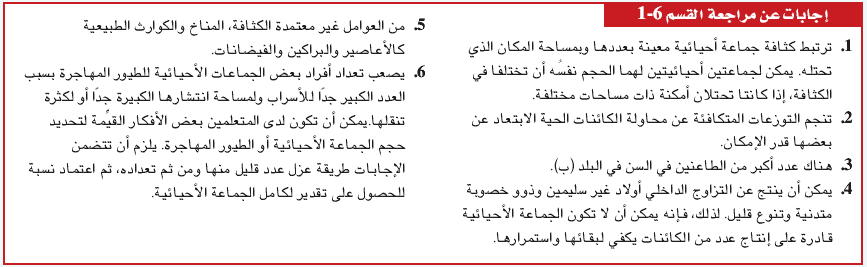 إجابات عن مراجعة القسم 6-1
1. ترتبط كثافة جماعة أحيائية معينة بعددها وبمساحة المكان الذي
تحتله. يمكن لجماعتين أحيائيتين لهما الحجم نفسُه أن تختلفا في
الكثافة، إذا كانتا تحتلان أمكنة ذات مساحات مختلفة.
2. تنجم التوزعات المتكافئة عن محاولة الكائنات الحية الابتعاد عن
بعضها قدر الإمكان.
3. هناك عدد أكبر من الطاعنين في السن في البلد (ب).
4. يمكن أن ينتج عن التزاوج الداخلي أولاد غير سليمين وذوو خصوبة
متدنية وتنوع قليل. لذلك، فإنه يمكن أن لا تكون الجماعة الأحيائية
قادرة على إنتاج عدد من الكائنات يكفي لبقائها واستمرارها.
5. من العوامل غير معتمدة الكثافة، المناخ والكوارث الطبيعية
كالأعاصير والبراكين والفيضانات.
6. يصعب تعداد أفراد بعض الجماعات الأحيائية للطيور المهاجرة بسبب
العدد الكبير جدًا للأسراب ولمساحة انتشارها الكبيرة جدًا أو لكثرة
تنقلها.يمكن أن تكون لدى المتعلمين بعض الأفكار القيِّمة لتحديد
حجم الجماعة الأحيائية أو الطيور المهاجرة. يلزم أن تتضمن
الإجابات طريقة عزل عدد قليل منها ومن ثم تعداده، ثم اعتماد نسبة
للحصول على تقدير لكامل الجماعة الأحيائية.